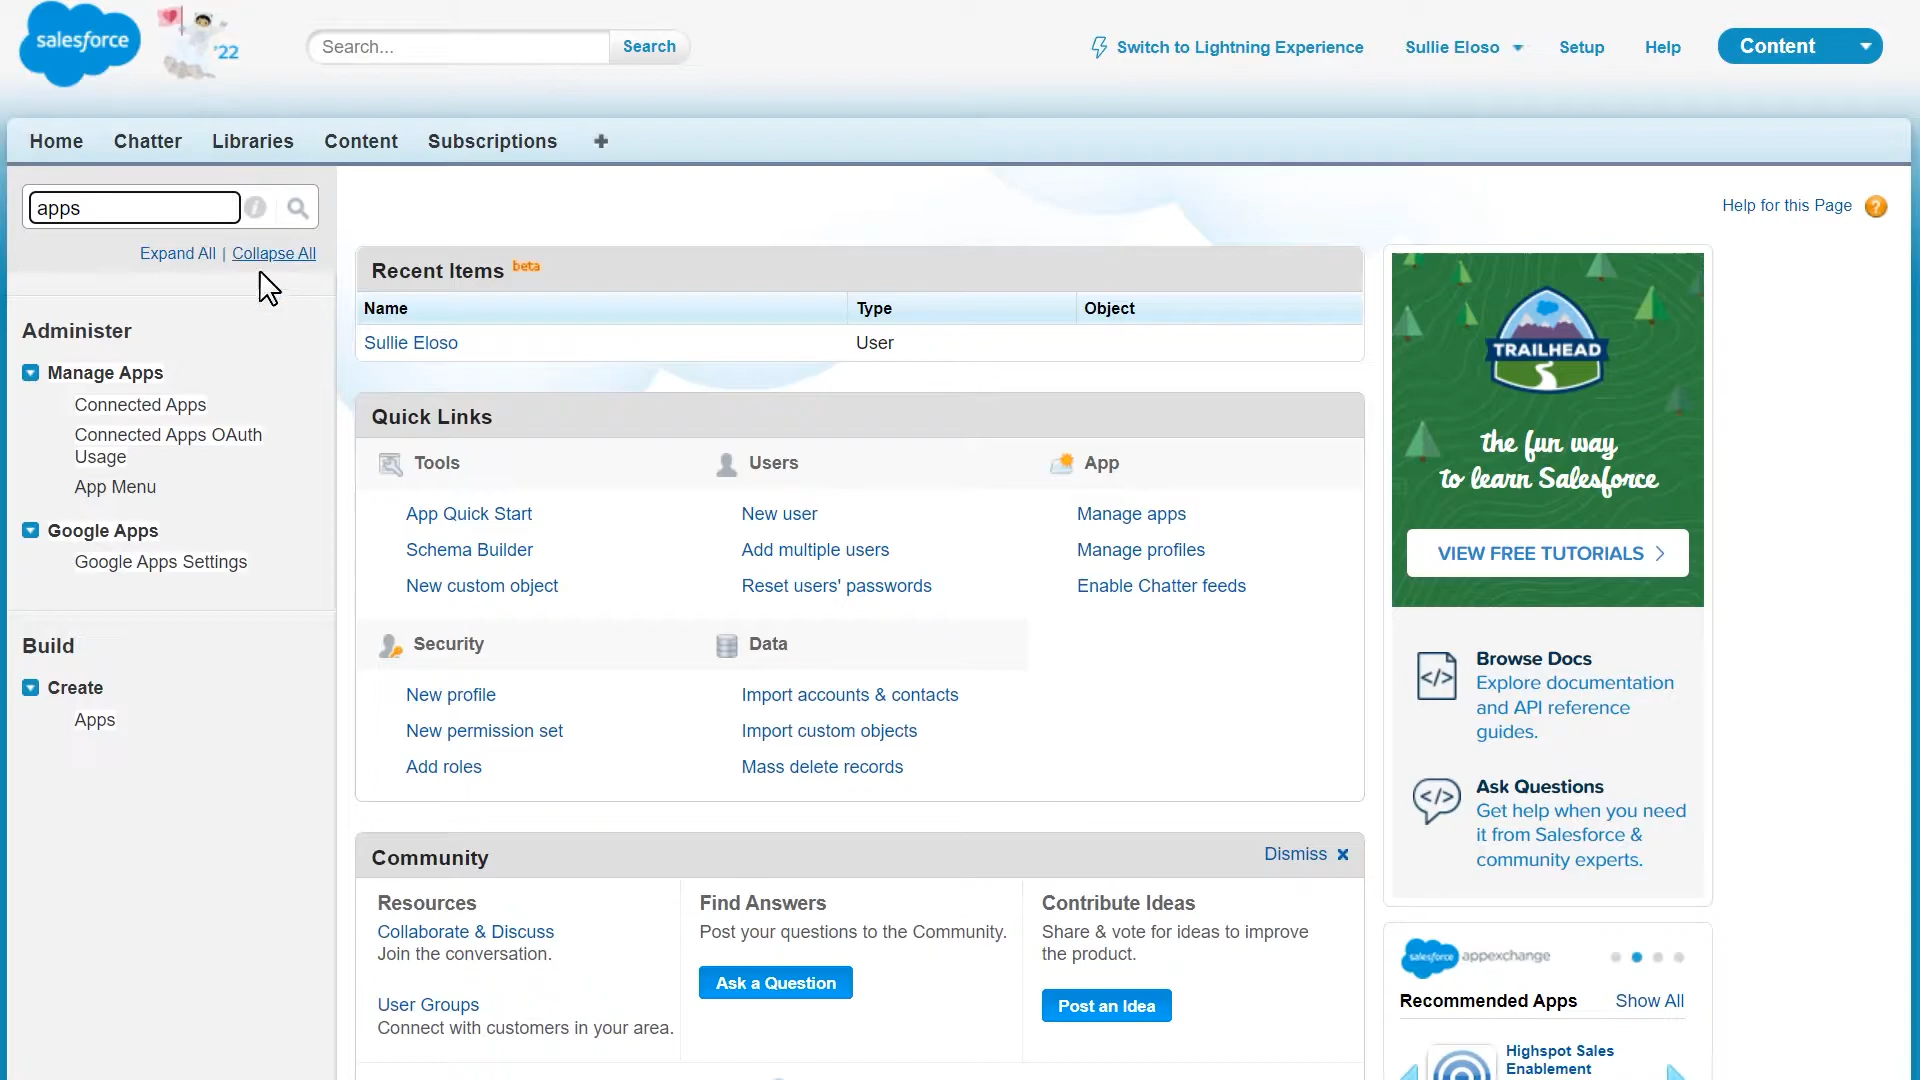 salesforce
'22
Search...
Search
Switch to Lightning Experience
Sullie Eloso
Setup
Help
Content
Home
Chatter
Libraries
Content
Subscriptions
apps
Expand All | Collapse All
Administer
Manage Apps
Connected Apps
Connected Apps OAuth
Usage
App Menu
Google Apps
Google Apps Settings
Build
Create
Apps
Help for this Page
Recent Items beta
Name
Type
Object
Sullie Eloso
User
Quick Links
Tools
App Quick Start
Schema Builder
New custom object
Users
New user
Add multiple users
Reset users' passwords
App
Manage apps
Manage profiles
Enable Chatter feeds
Security
New profile
New permission set
Add roles
Data
Import accounts & contacts
Import custom objects
Mass delete records
Community
Dismiss
Resources
Collaborate & Discuss
Join the conversation.
User Groups
Connect with customers in your area.
Find Answers
Post your questions to the Community.
Ask a Question
Contribute Ideas
Share & vote for ideas to improve
the product.
Post an Idea
TRAILHEAD
the fun way
to learn Salesforce
VIEW FREE TUTORIALS
Browse Docs
Explore documentation
and API reference
guides.
Ask Questions
Get help when you need
it from Salesforce &
community experts.
salesforce appexchange
Recommended Apps
Show All
Highspot Sales
Enablement